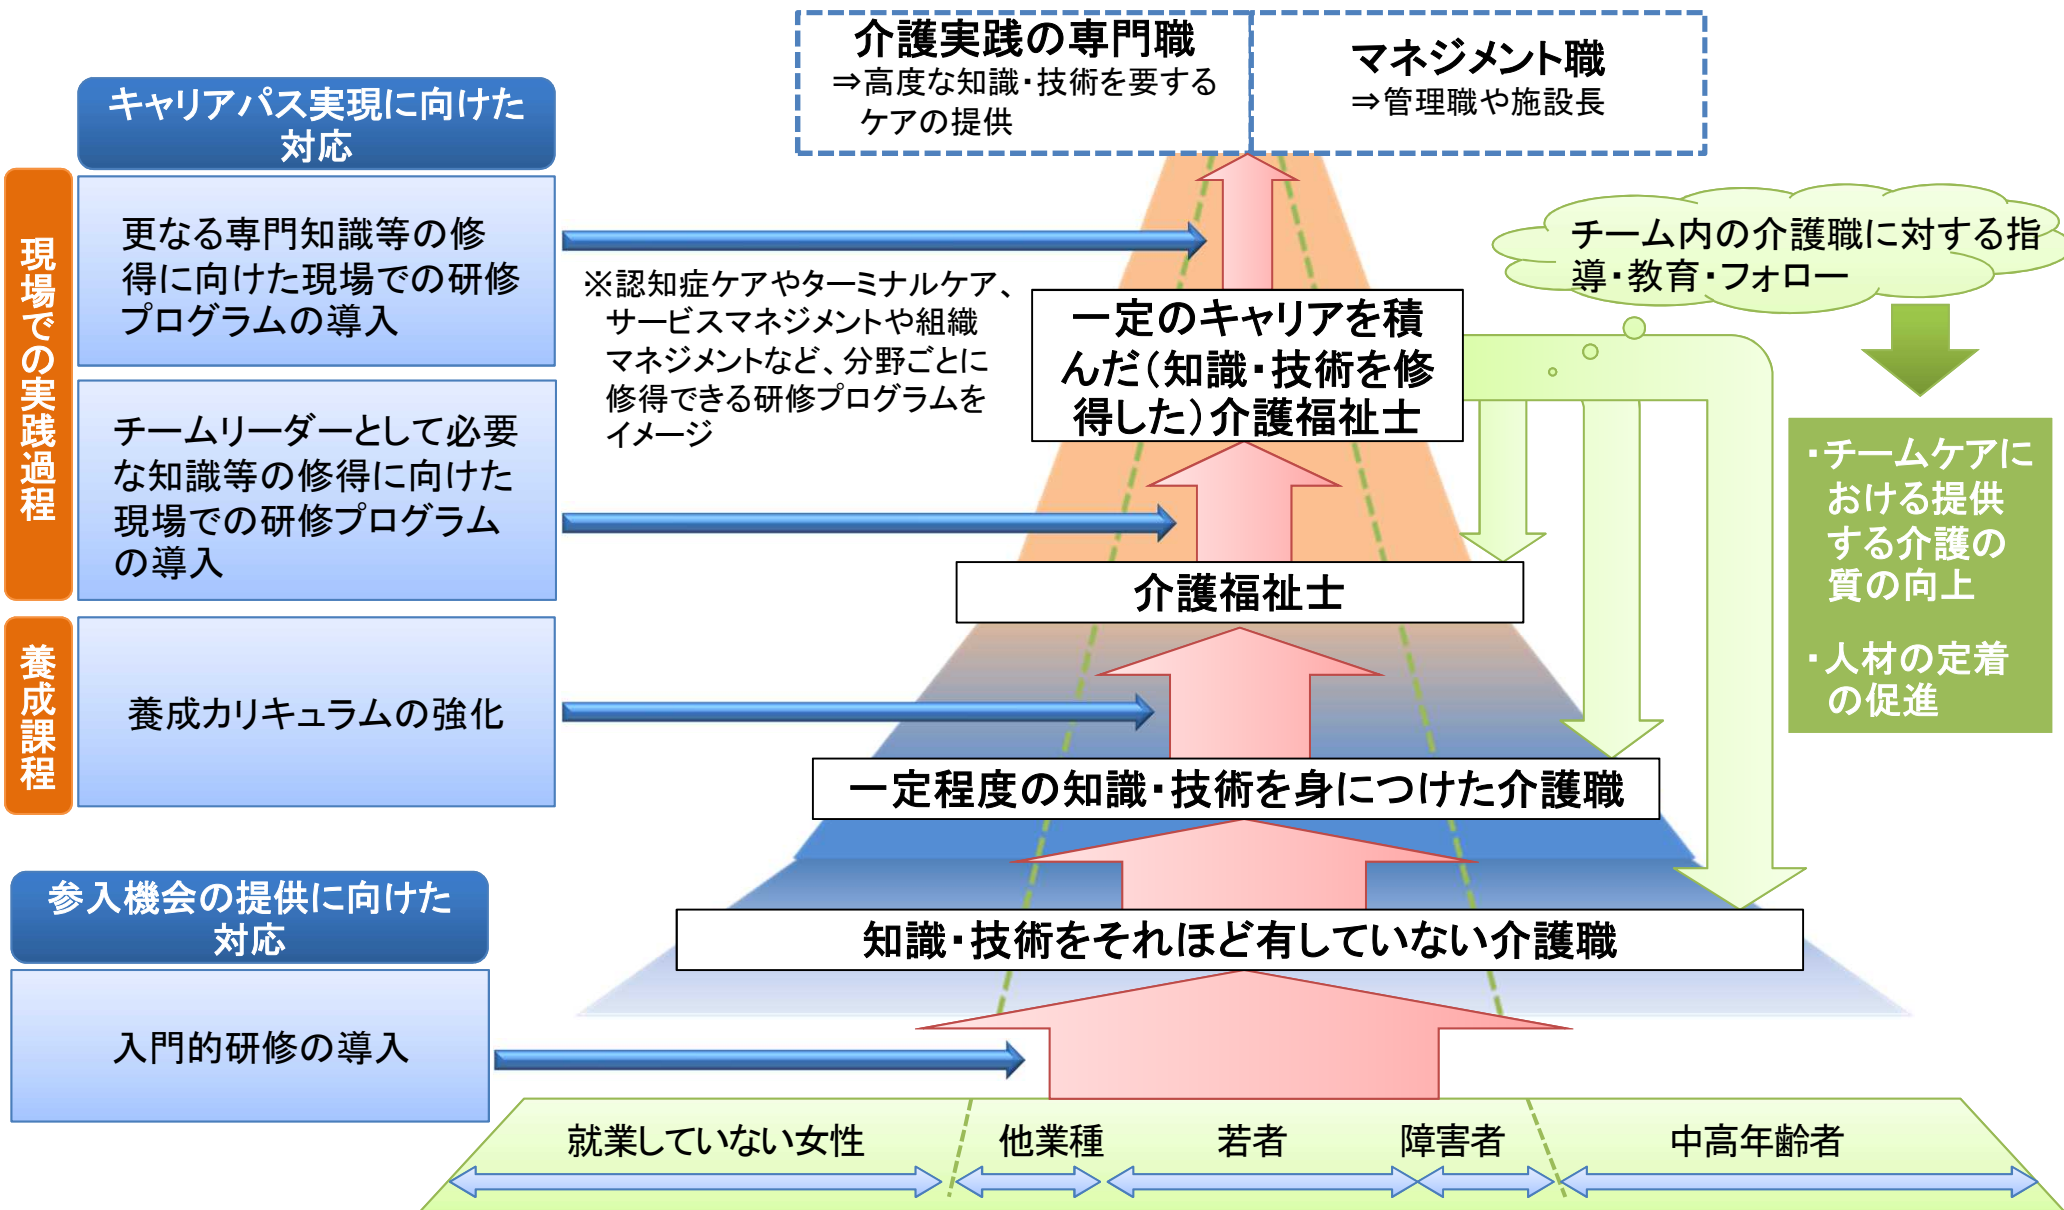 介護実践の専門職
⇒高度な知識・技術を要する
ケアの提供
マネジメント職
⇒管理職や施設長
キャリアパス実現に向けた
対応
現場での実践過程
更なる専門知識等の修
得に向けた現場での研修
プログラムの導入
※認知症ケアやターミナルケア、
サービスマネジメントや組織
マネジメントなど、分野ごとに
修得できる研修プログラムを
イメージ
チームリーダーとして必要
な知識等の修得に向けた
現場での研修プログラム
の導入
養成課程
養成カリキュラムの強化
参入機会の提供に向けた
対応
入門的研修の導入
一定のキャリアを積
んだ(知識・技術を修
得した)介護福祉士
介護福祉士
一定程度の知識・技術を身につけた介護職
知識・技術をそれほど有していない介護職
チーム内の介護職に対する指
導・教育・フォロー
・チームケアに
おける提供
する介護の
質の向上
・人材の定着
の促進
就業していない女性
他業種
若者
障害者
中高年齢者